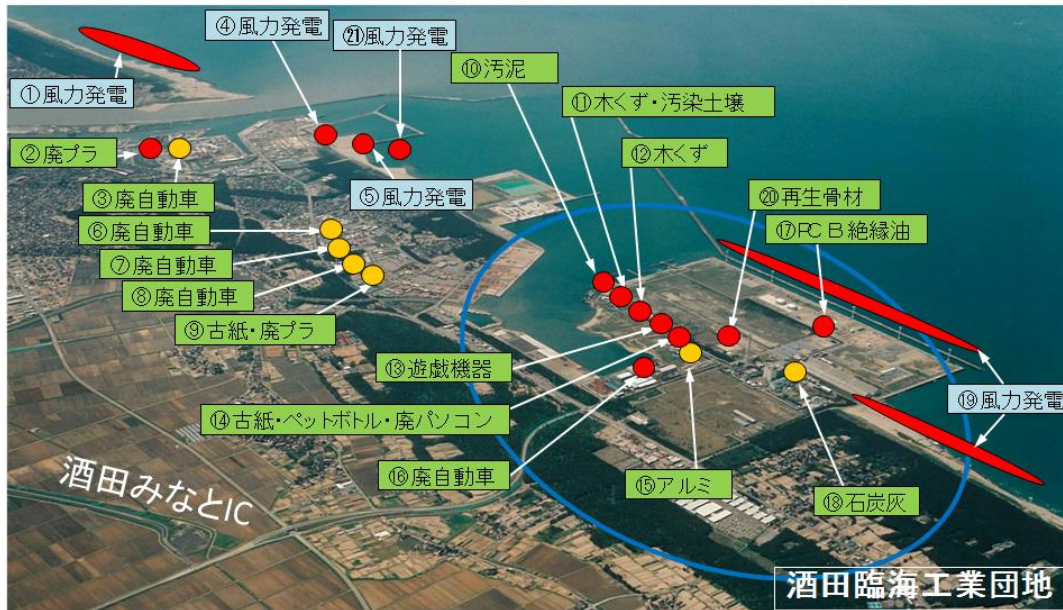 ①風力発電
②廃プラ
③廃自動車
④風力発電
㉑風力発電
⑤風力発電
⑥廃自動車
⑦廃自動車
⑧廃自動車
⑨古紙・廃プラ
⑩汚泥
⑪木くず・汚染土壌
⑫木くず
⑳再生骨材
⑰PCB絶縁油
⑬遊戯機器
⑭古紙・ペットボトル・廃パソコン
⑯廃自動車
⑮アルミ
⑱石炭灰
⑲風力発電
酒田みなとIC
酒田臨海工業団地